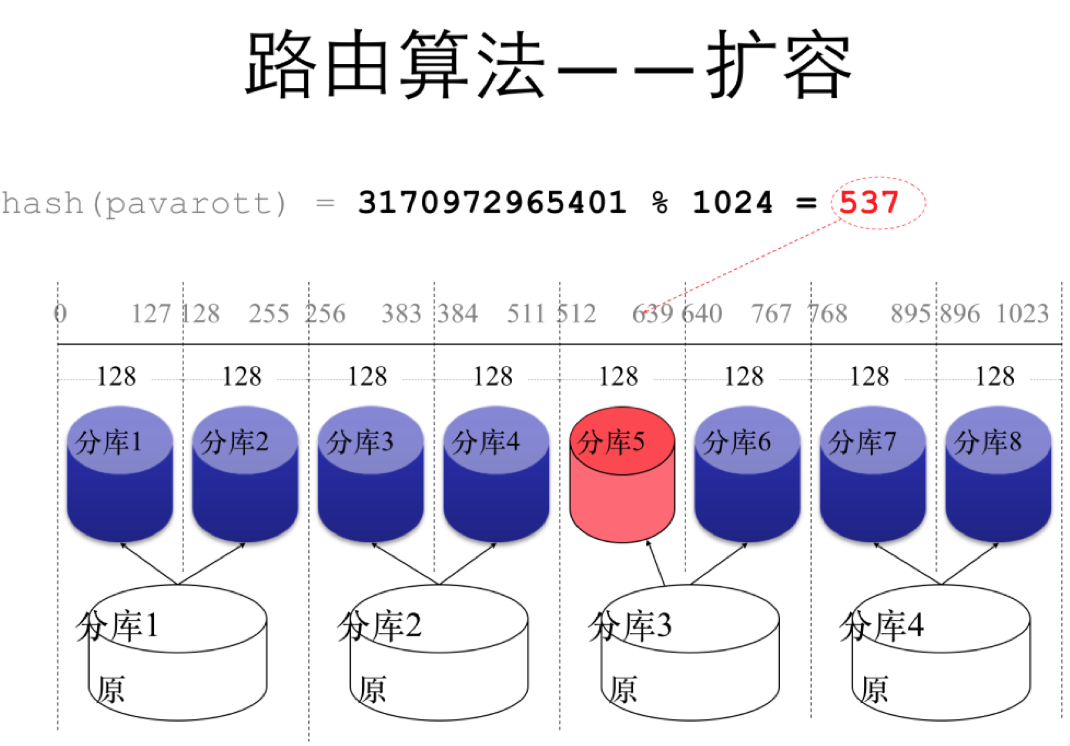 路由算法——扩容
hash(pavarott) = 3170972965401 % 1024 = 537
0 127 128 255 256 383 384 511 512 639 640 767 768 895 896 1023
128 128 128 128 128 128 128 128
分库1 分库2 分库3 分库4 分库5 分库6 分库7 分库8
分库1 分库2 分库3 分库4
原 原 原 原